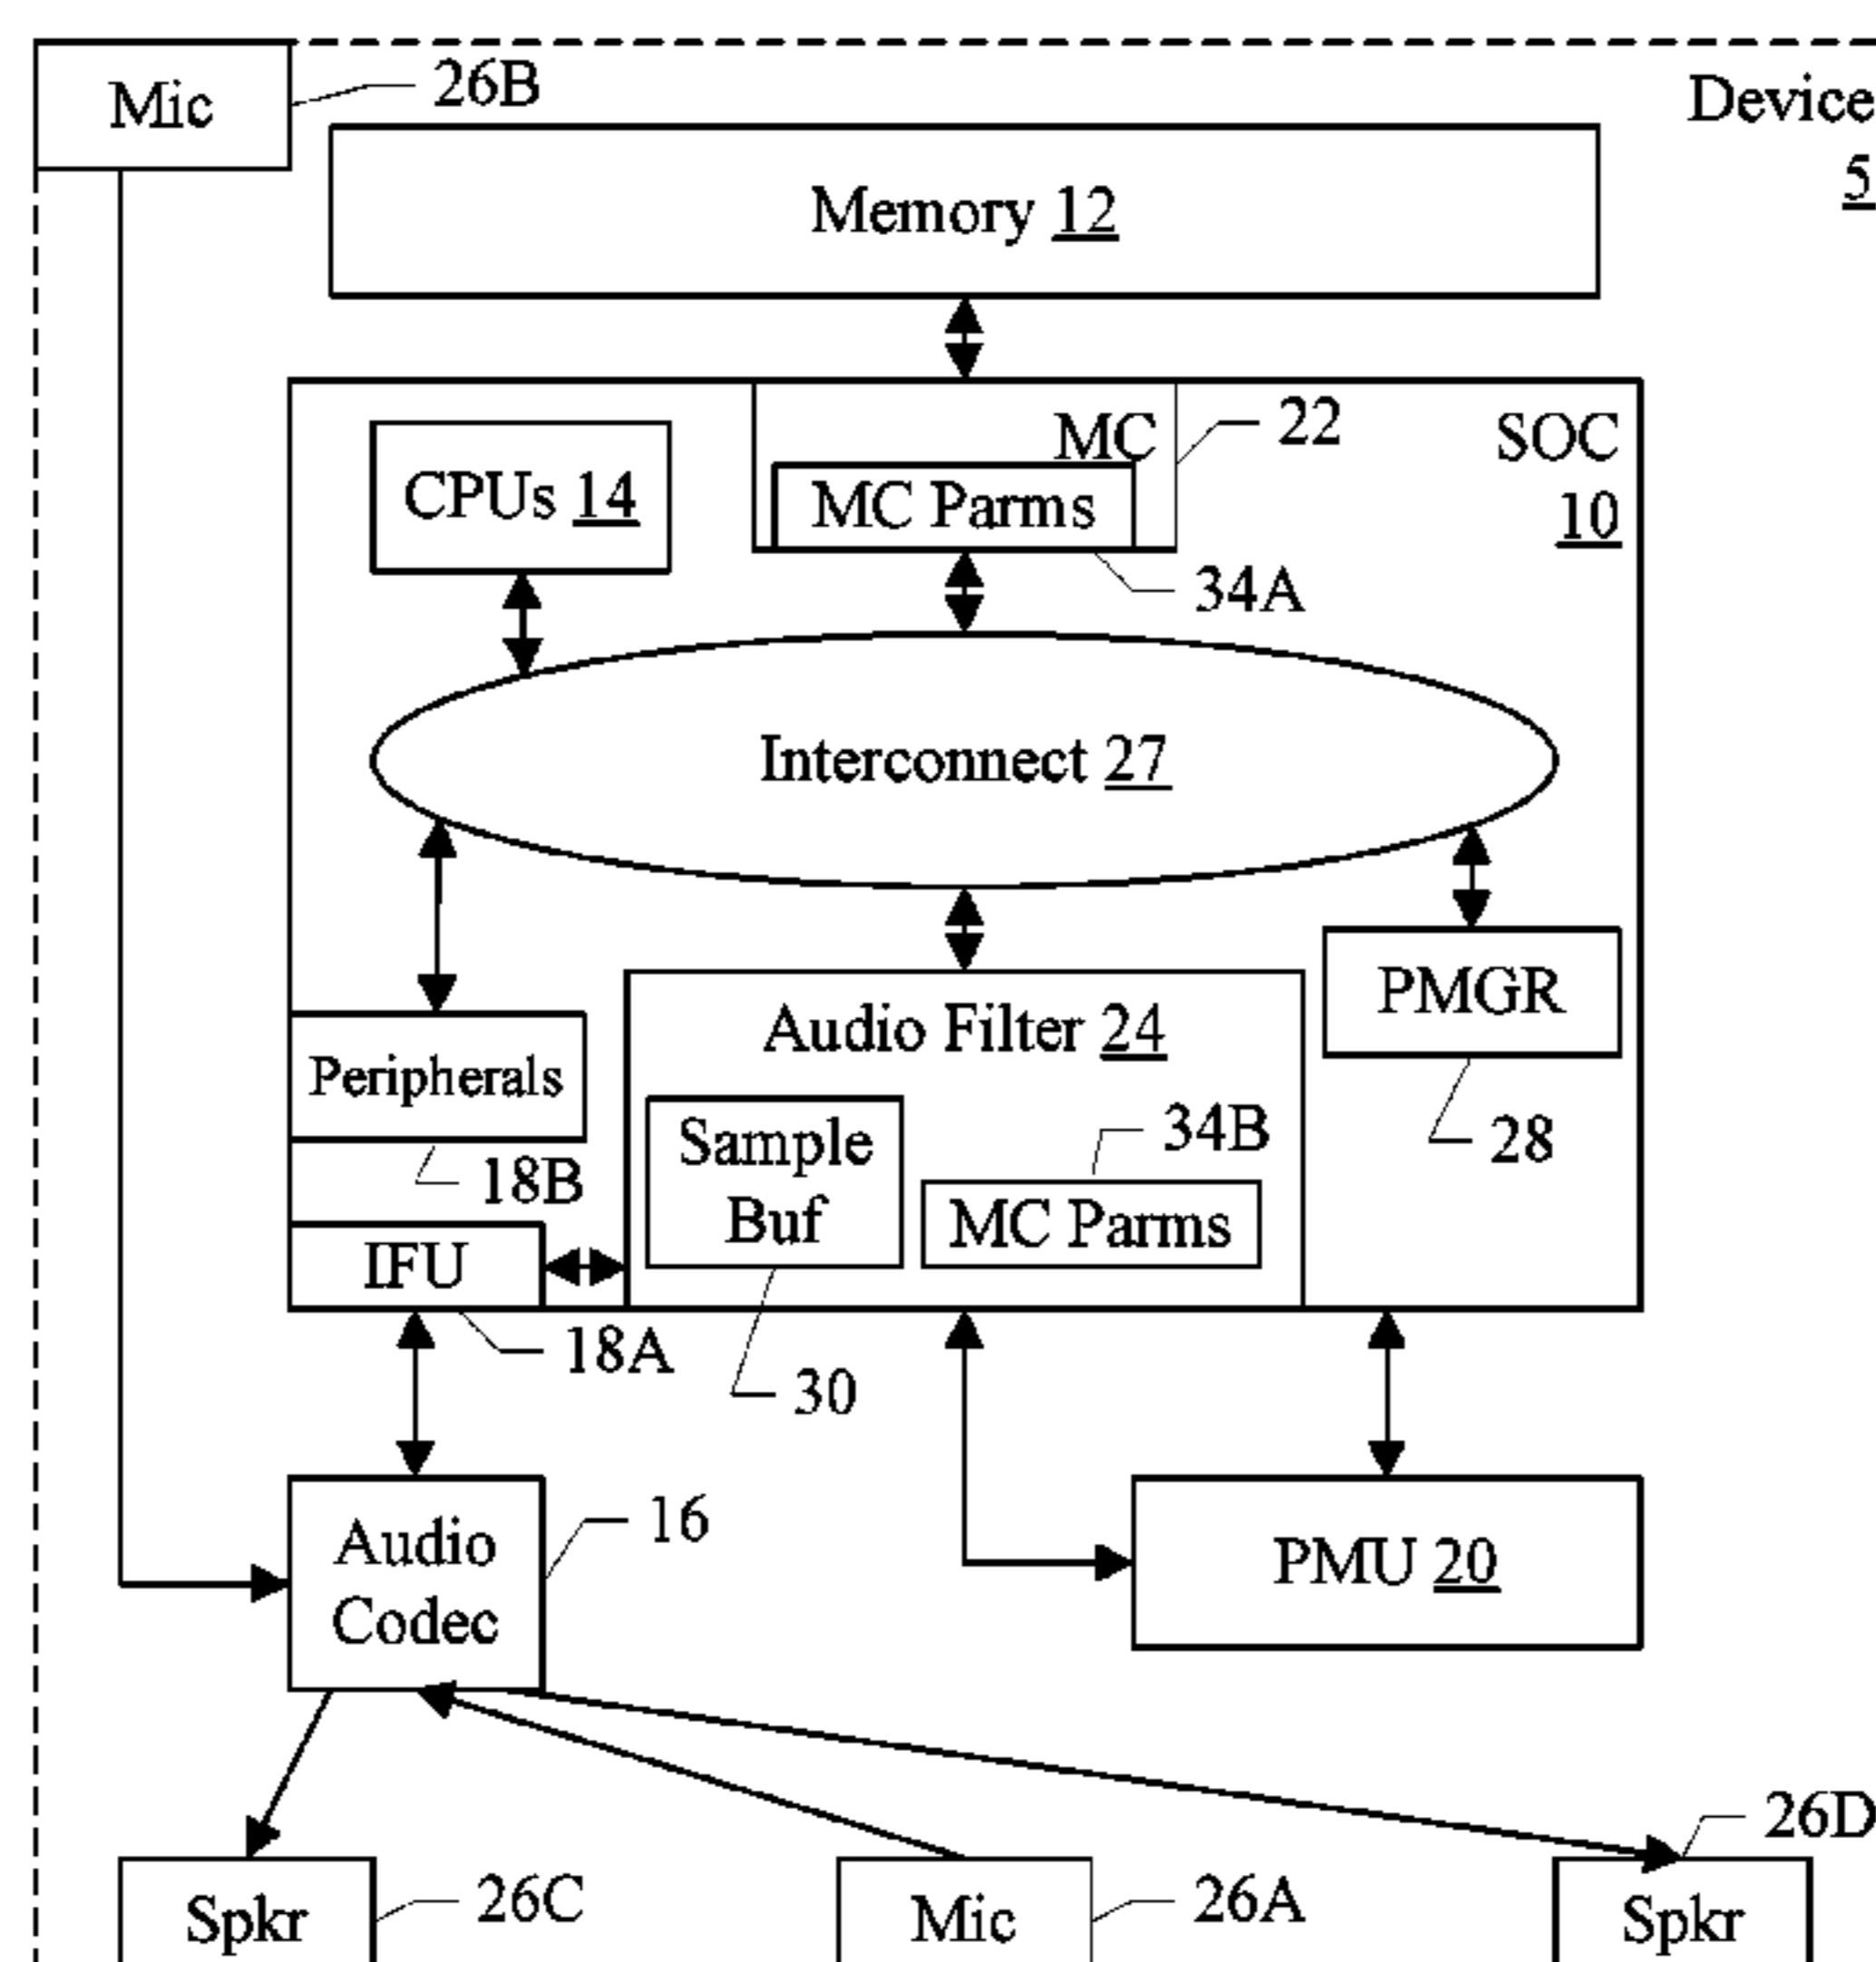 Mic
26B
Device
5
Memory 12
MC
22
SOC
10
CPUs 14
MC Parms
34A
Interconnect 27
PMGR
28
Audio Filter 24
Peripherals
18B
Sample
Buf
34B
MC Parms
IFU
18A
30
Audio
Codec
16
PMU 20
26D
Spkr
26C
Mic
26A
Spkr